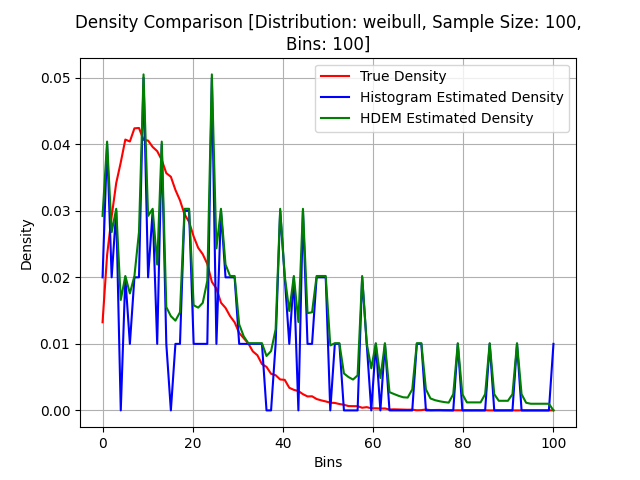 Density Comparison [Distribution: weibull, Sample Size: 100,
Bins: 100]
True Density
Histogram Estimated Density
HDEM Estimated Density
Density
0.05
0.04
0.03
0.02
0.01
0.00
0 20 40 60 80 100
Bins